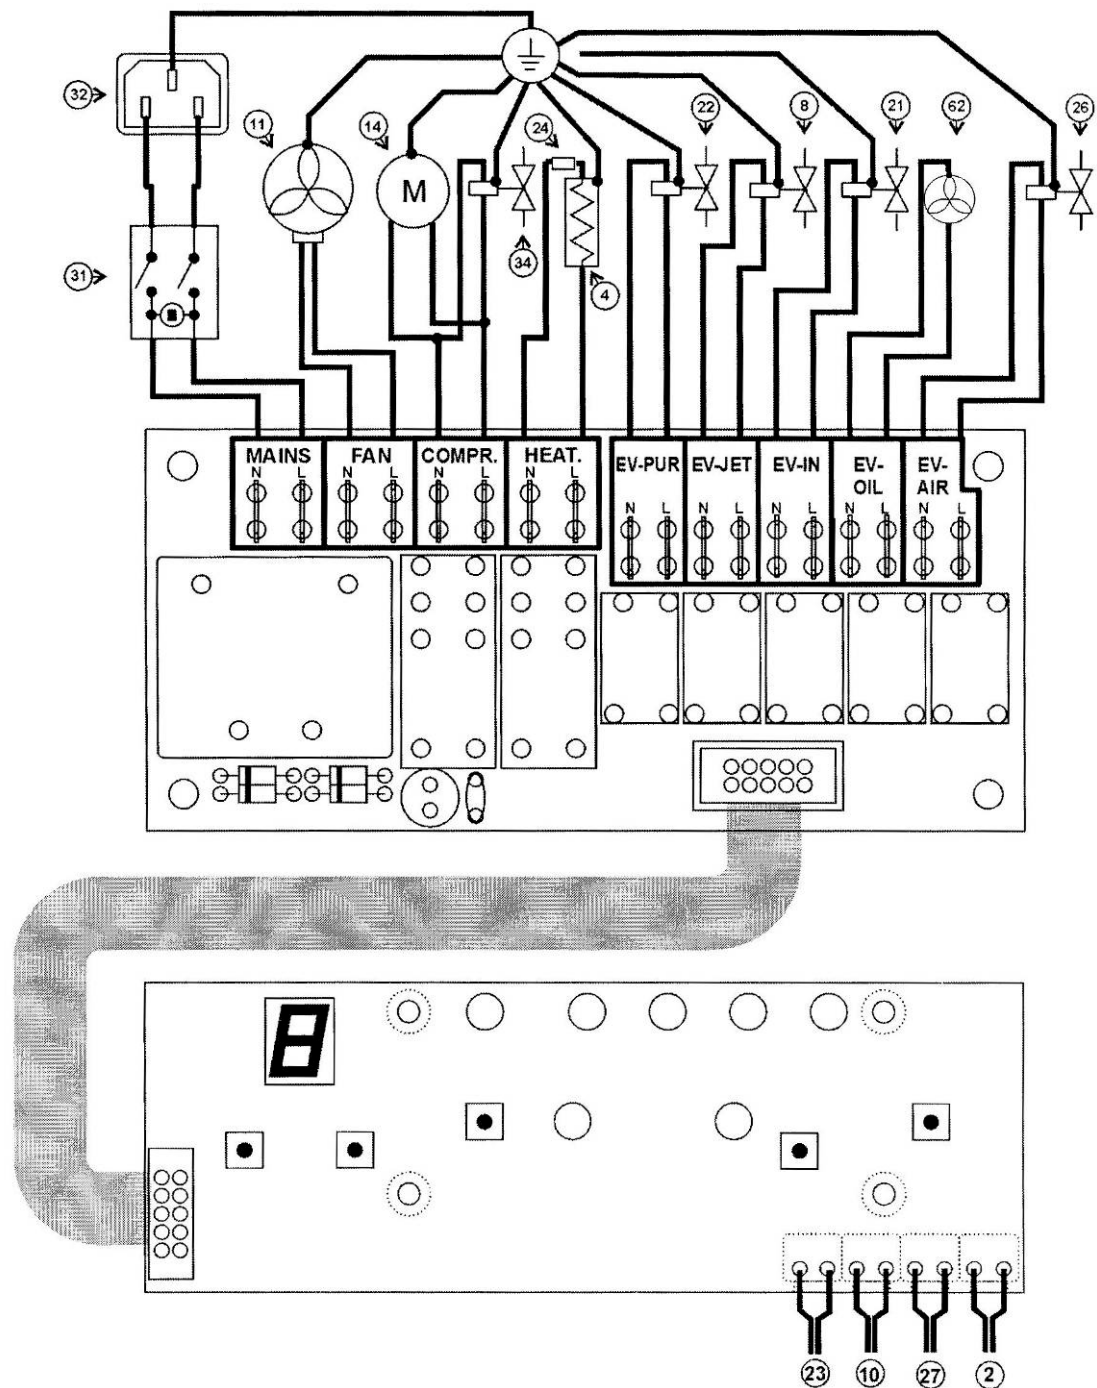 32
11
14
24
22
8
21
62
26
M
34
4
31
MAINS
N L
FAN
N L
COMPR.
N L
HEAT.
N L
EV-PUR
N L
EV-JET
N L
EV-IN
N L
EV-
OIL
N L
EV-
AIR
N L
8
23
10
27
2